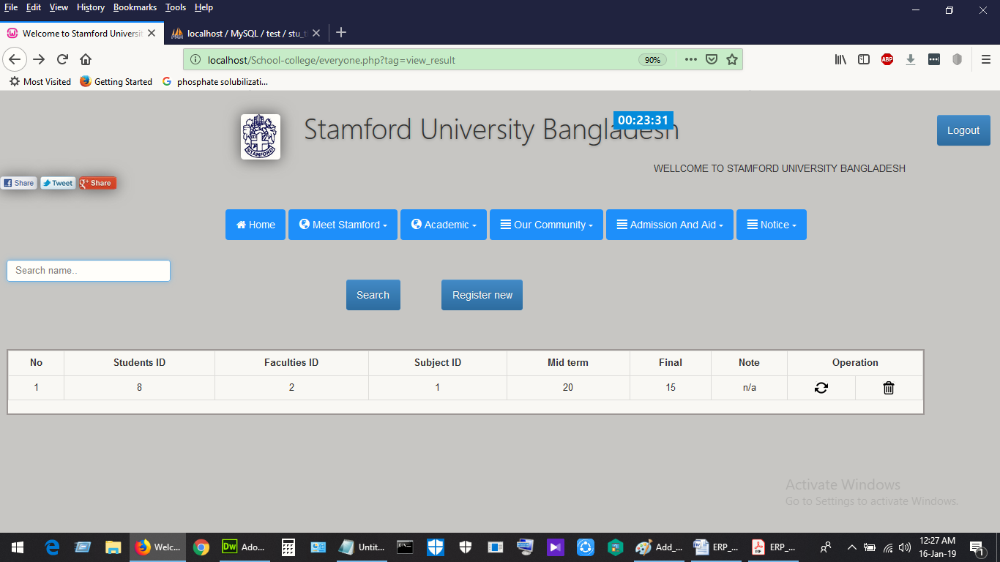 File Edit View History Bookmarks Tools Help
Welcome to Stamford Universit
localhost / MySQL / test / stu_t
localhost/School-college/everyone.php?tag=view_result
90%
ABP
Most Visited Getting Started phosphate solubilizati...
STAMFORD
Stamford University Bangladesh
00:23:31
Logout
WELLCOME TO STAMFORD UNIVERSITY BANGLADESH
Share Tweet Share
Home Meet Stamford Academic Our Community Admission And Aid Notice
Search name..
Search Register new
No Students ID Faculties ID Subject ID Mid term Final Note Operation
1 8 2 1 20 15 n/a
Activate Windows
Go to Settings to activate Windows.
Welc... Dw Ado... Untit... Add_... ERP_... ERP_...
12:27 AM
16-Jan-19
1